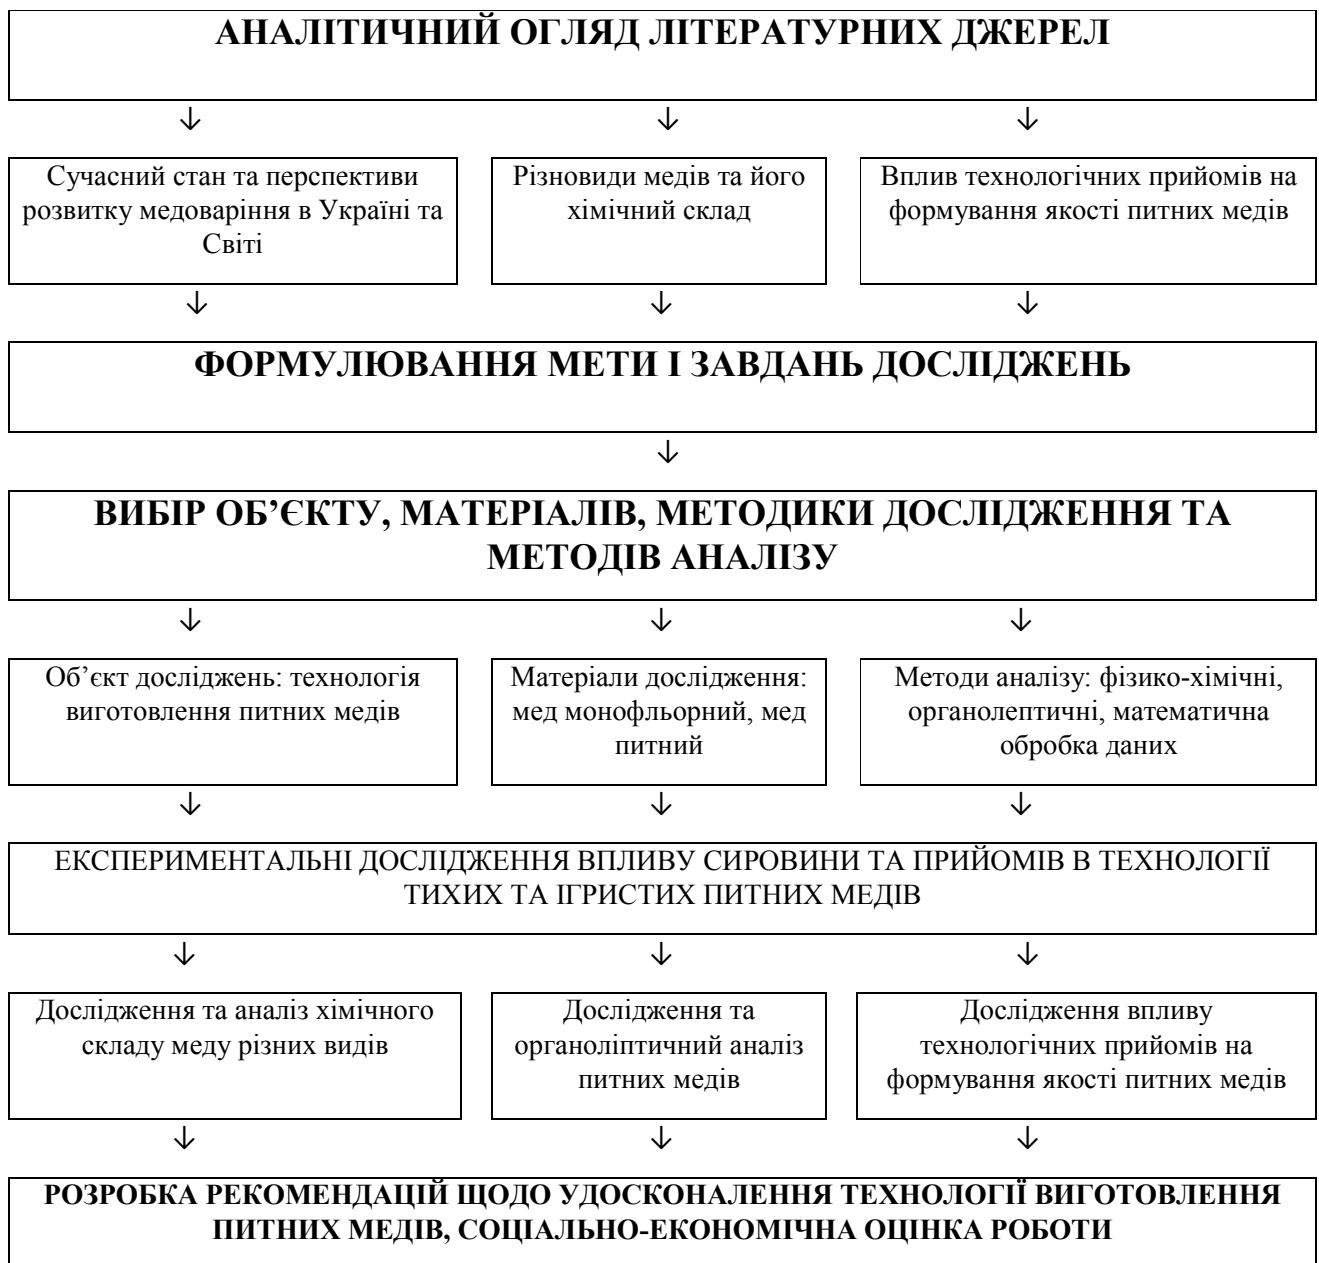 АНАЛІТИЧНИЙ ОГЛЯД ЛІТЕРАТУРНИХ ДЖЕРЕЛ
Сучасний стан та перспективи
розвитку медоваріння в Україні та
Світі
Різновиди медів та його
хімічний склад
Вплив технологічних прийомів на
формування якості питних медів
ФОРМУЛЮВАННЯ МЕТИ І ЗАВДАНЬ ДОСЛІДЖЕНЬ
ВИБІР ОБ’ЄКТУ, МАТЕРІАЛІВ, МЕТОДИКИ ДОСЛІДЖЕННЯ ТА
МЕТОДІВ АНАЛІЗУ
Об’єкт досліджень: технологія
виготовлення питних медів
Матеріали дослідження:
мед монофльорний, мед
питний
Методи аналізу: фізико-хімічні,
органолептичні, математична
обробка даних
ЕКСПЕРИМЕНТАЛЬНІ ДОСЛІДЖЕННЯ ВПЛИВУ СИРОВИНИ ТА ПРИЙОМІВ В ТЕХНОЛОГІЇ
ТИХИХ ТА ІГРИСТИХ ПИТНИХ МЕДІВ
Дослідження та аналіз хімічного
складу меду різних видів
Дослідження та
органоліптичний аналіз
питних медів
Дослідження впливу
технологічних прийомів на
формування якості питних медів
РОЗРОБКА РЕКОМЕНДАЦІЙ ЩОДО УДОСКОНАЛЕННЯ ТЕХНОЛОГІЇ ВИГОТОВЛЕННЯ
ПИТНИХ МЕДІВ, СОЦІАЛЬНО-ЕКОНОМІЧНА ОЦІНКА РОБОТИ